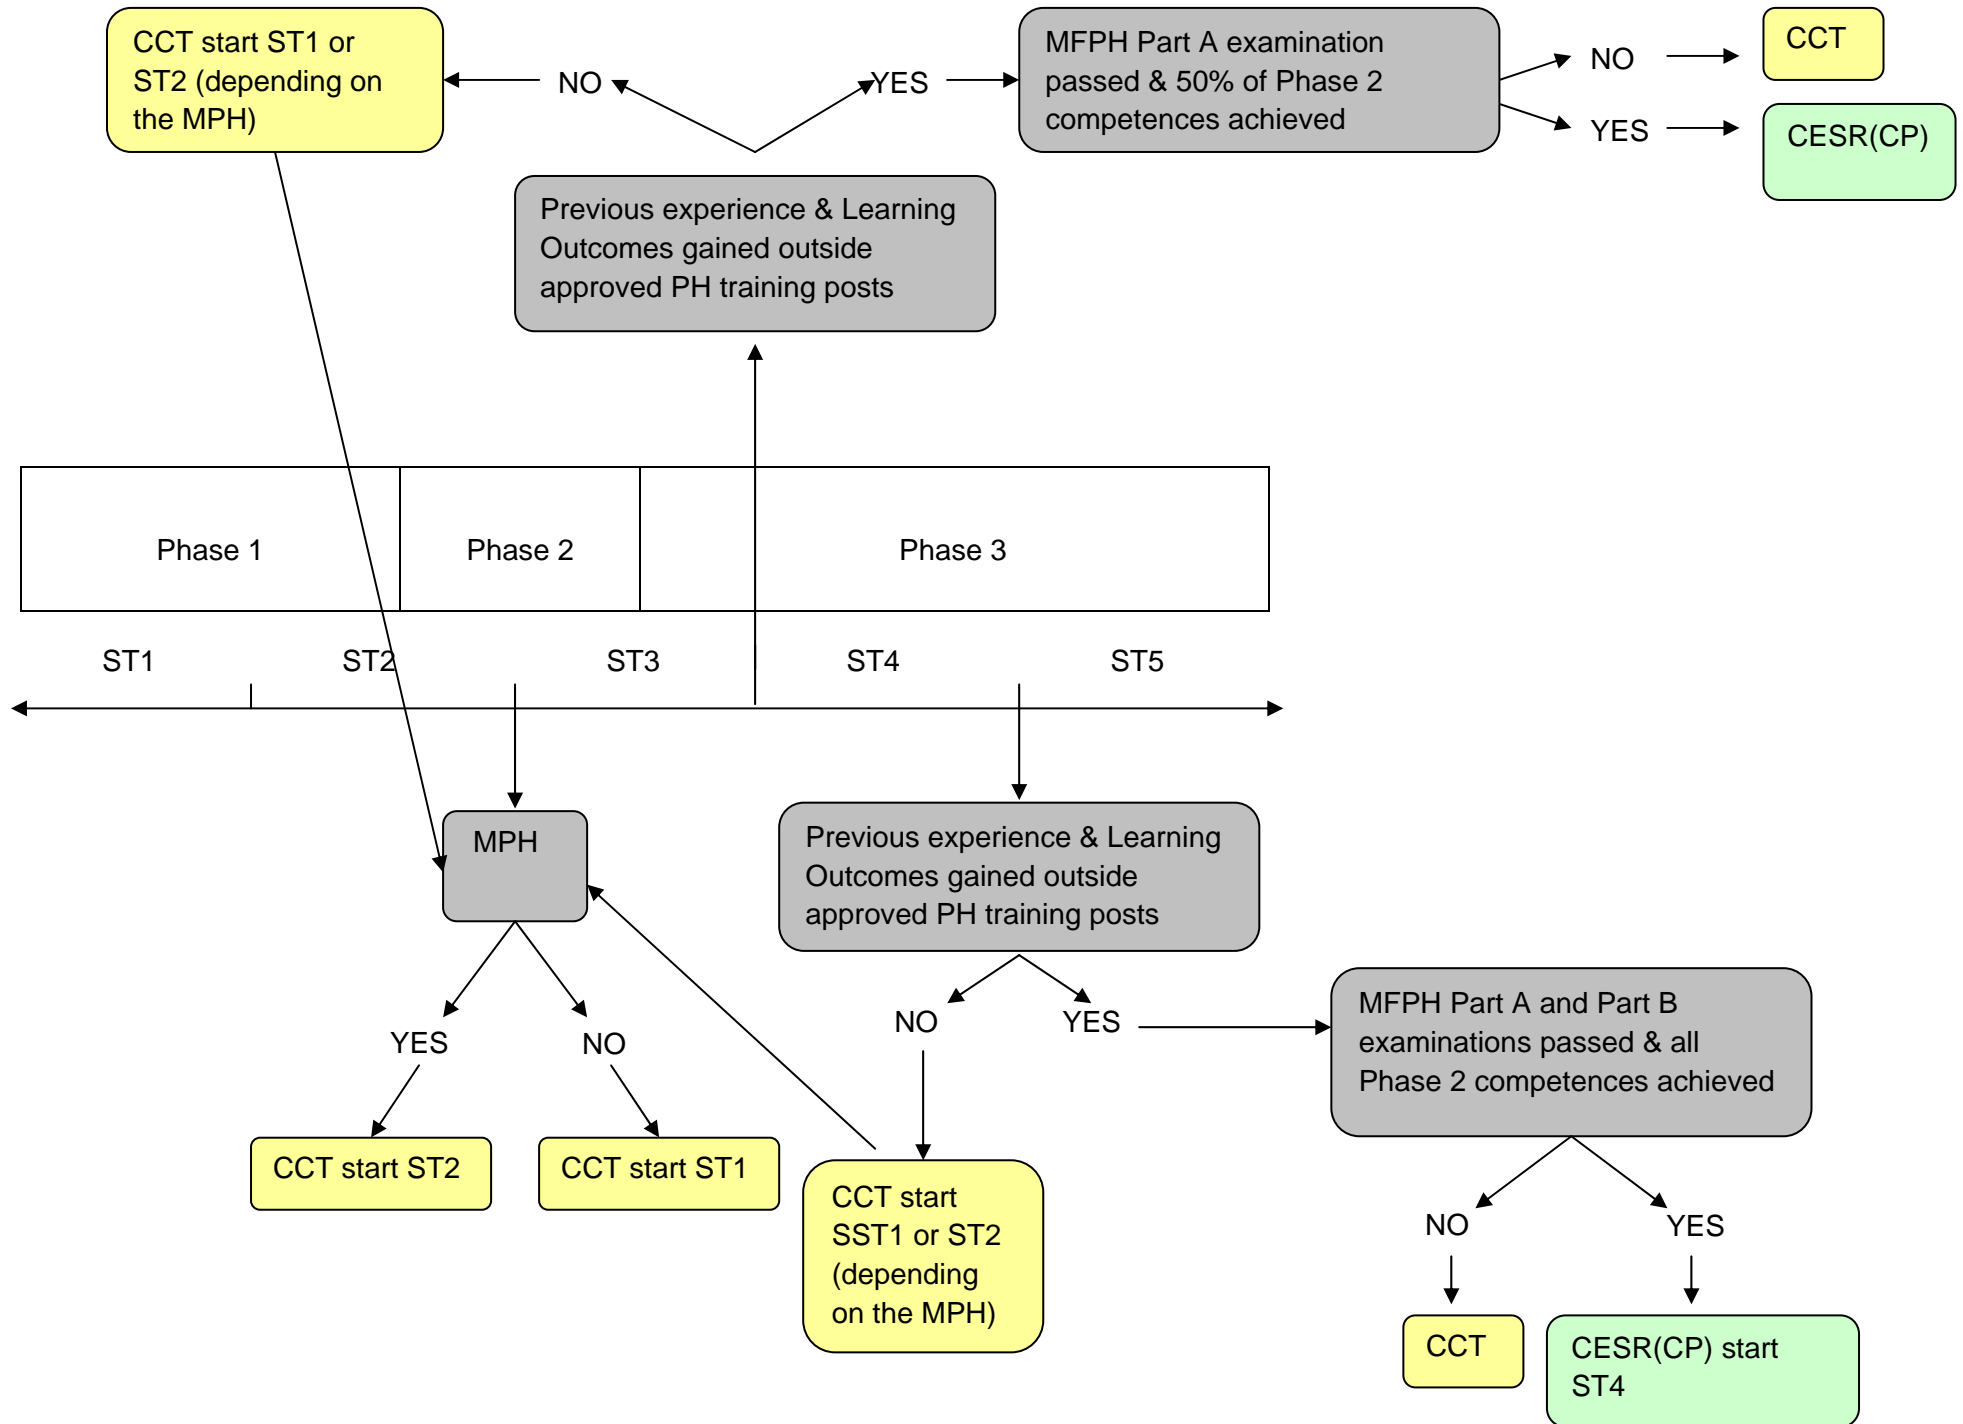 CCT start ST1 or
ST2 (depending on
the MPH)
NO
YES
MFPH Part A examination
passed & 50% of Phase 2
competences achieved
NO
CCT
YES
CESR(CP)
Previous experience & Learning
Outcomes gained outside
approved PH training posts
Phase 1
Phase 2
Phase 3
ST1
ST2
ST3
ST4
ST5
MPH
Previous experience & Learning
Outcomes gained outside
approved PH training posts
YES
NO
NO
YES
MFPH Part A and Part B
examinations passed & all
Phase 2 competences achieved
CCT start ST2
CCT start ST1
CCT start
SST1 or ST2
(depending
on the MPH)
NO
YES
CCT
CESR(CP) start
ST4